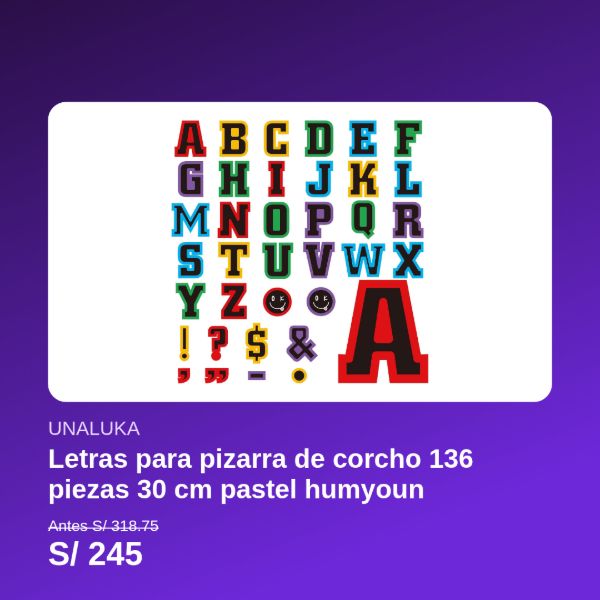 A B C D E F
G H I J K L
M N O P Q R
S T U V W X
Y Z A
! ? $ & 
, ,, - .
UNALUKA
Letras para pizarra de corcho 136
piezas 30 cm pastel humyoun
Antes S/ 318.75
S/ 245